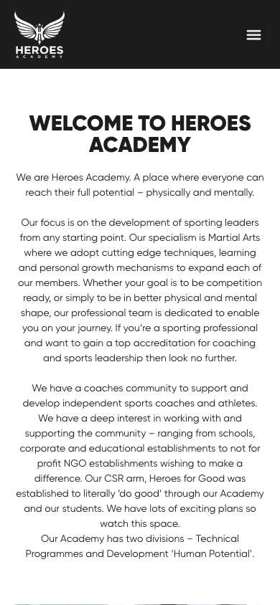 HEROES
ACADEMY
WELCOME TO HEROES
ACADEMY
We are Heroes Academy. A place where everyone can
reach their full potential – physically and mentally.
Our focus is on the development of sporting leaders
from any starting point. Our specialism is Martial Arts
where we adopt cutting edge techniques, learning
and personal growth mechanisms to expand each of
our members. Whether your goal is to be competition
ready, or simply to be in better physical and mental
shape, our professional team is dedicated to enable
you on your journey. If you're a sporting professional
and want to gain a top accreditation for coaching
and sports leadership then look no further.
We have a coaches community to support and
develop independent sports coaches and athletes.
We have a deep interest in working with and
supporting the community – ranging from schools,
corporate and educational establishments to not for
profit NGO establishments wishing to make a
difference. Our CSR arm, Heroes for Good was
established to literally 'do good' through our Academy
and our students. We have lots of exciting plans so
watch this space.
Our Academy has two divisions – Technical
Programmes and Development 'Human Potential'.